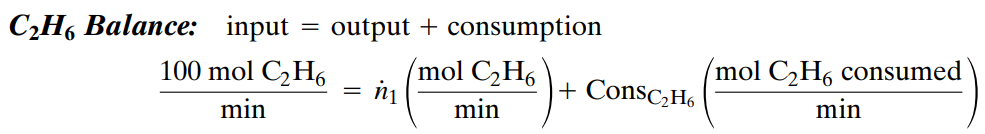 C₂H₆ Balance: input = output + consumption
100 mol C₂H₆ / min = ṅ₁ (mol C₂H₆ / min) + Cons_C₂H₆ (mol C₂H₆ consumed / min)